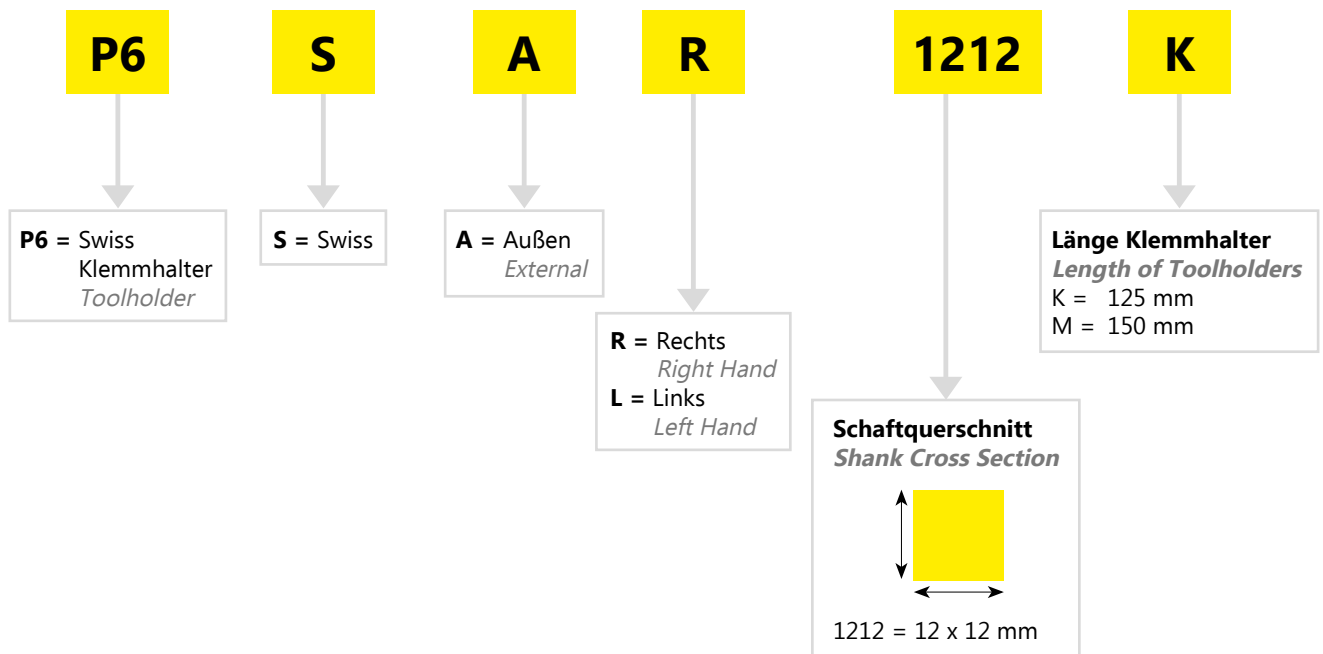 P6 S A R 1212 K
P6 = Swiss
Klemmhalter
Toolholder
S = Swiss
A = Außen
External
R = Rechts
Right Hand
L = Links
Left Hand
Schaftquerschnitt
Shank Cross Section
1212 = 12 x 12 mm
Länge Klemmhalter
Length of Toolholders
K = 125 mm
M = 150 mm